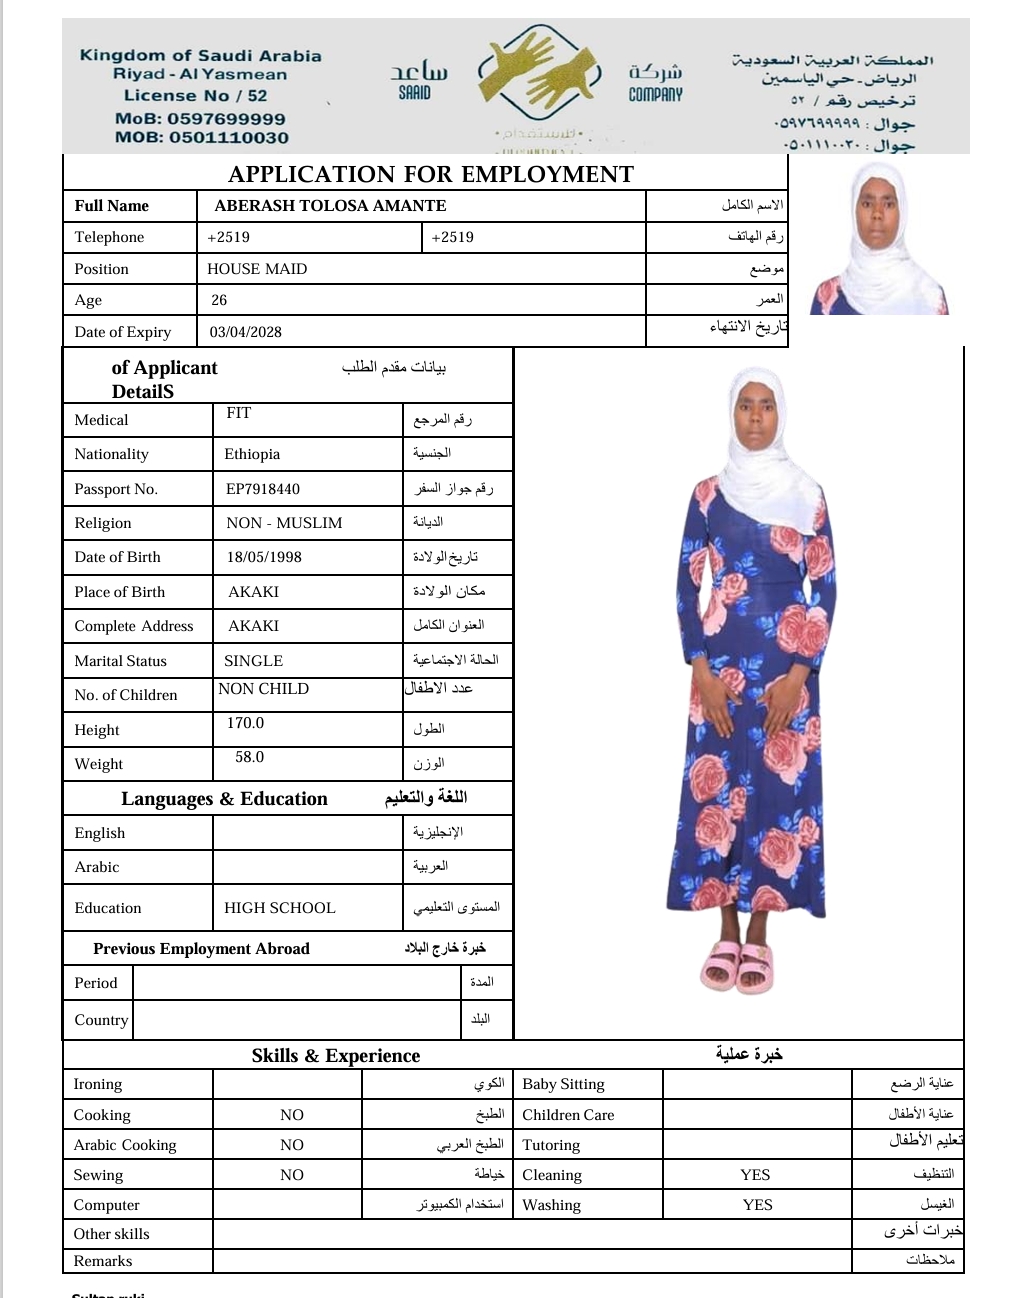 Kingdom of Saudi Arabia
Riyad - Al Yasmean
License No / 52
MoB: 0597699999
MOB: 0501110030
ساعد
SAAID
شركة
COMPANY
للاستقدام
المملكة العربية السعودية
الرياض - حي الياسمين
ترخيص رقم / ٥٢
جوال : ٠٥٩٧٦٩٩٩٩٩
جوال : ٠٥٠١١١٠٠٣٠
APPLICATION FOR EMPLOYMENT
Full Name ABERASH TOLOSA AMANTE الاسم الكامل
Telephone +2519 +2519 رقم الهاتف
Position HOUSE MAID موضع
Age 26 العمر
Date of Expiry 03/04/2028 تاريخ الانتهاء
of Applicant بيانات مقدم الطلب
DetailS
Medical FIT رقم المرجع
Nationality Ethiopia الجنسية
Passport No. EP7918440 رقم جواز السفر
Religion NON - MUSLIM الديانة
Date of Birth 18/05/1998 تاريخ الولادة
Place of Birth AKAKI مكان الولادة
Complete Address AKAKI العنوان الكامل
Marital Status SINGLE الحالة الاجتماعية
No. of Children NON CHILD عدد الاطفال
Height 170.0 الطول
Weight 58.0 الوزن
Languages & Education اللغة والتعليم
English الإنجليزية
Arabic العربية
Education HIGH SCHOOL المستوى التعليمي
Previous Employment Abroad خبرة خارج البلاد
Period المدة
Country البلد
Skills & Experience خبرة عملية
Ironing الكوي Baby Sitting عناية الرضع
Cooking NO الطبخ Children Care عناية الأطفال
Arabic Cooking NO الطبخ العربي Tutoring تعليم الأطفال
Sewing NO خياطة Cleaning YES التنظيف
Computer استخدام الكمبيوتر Washing YES الغيسل
Other skills خبرات أخرى
Remarks ملاحظات